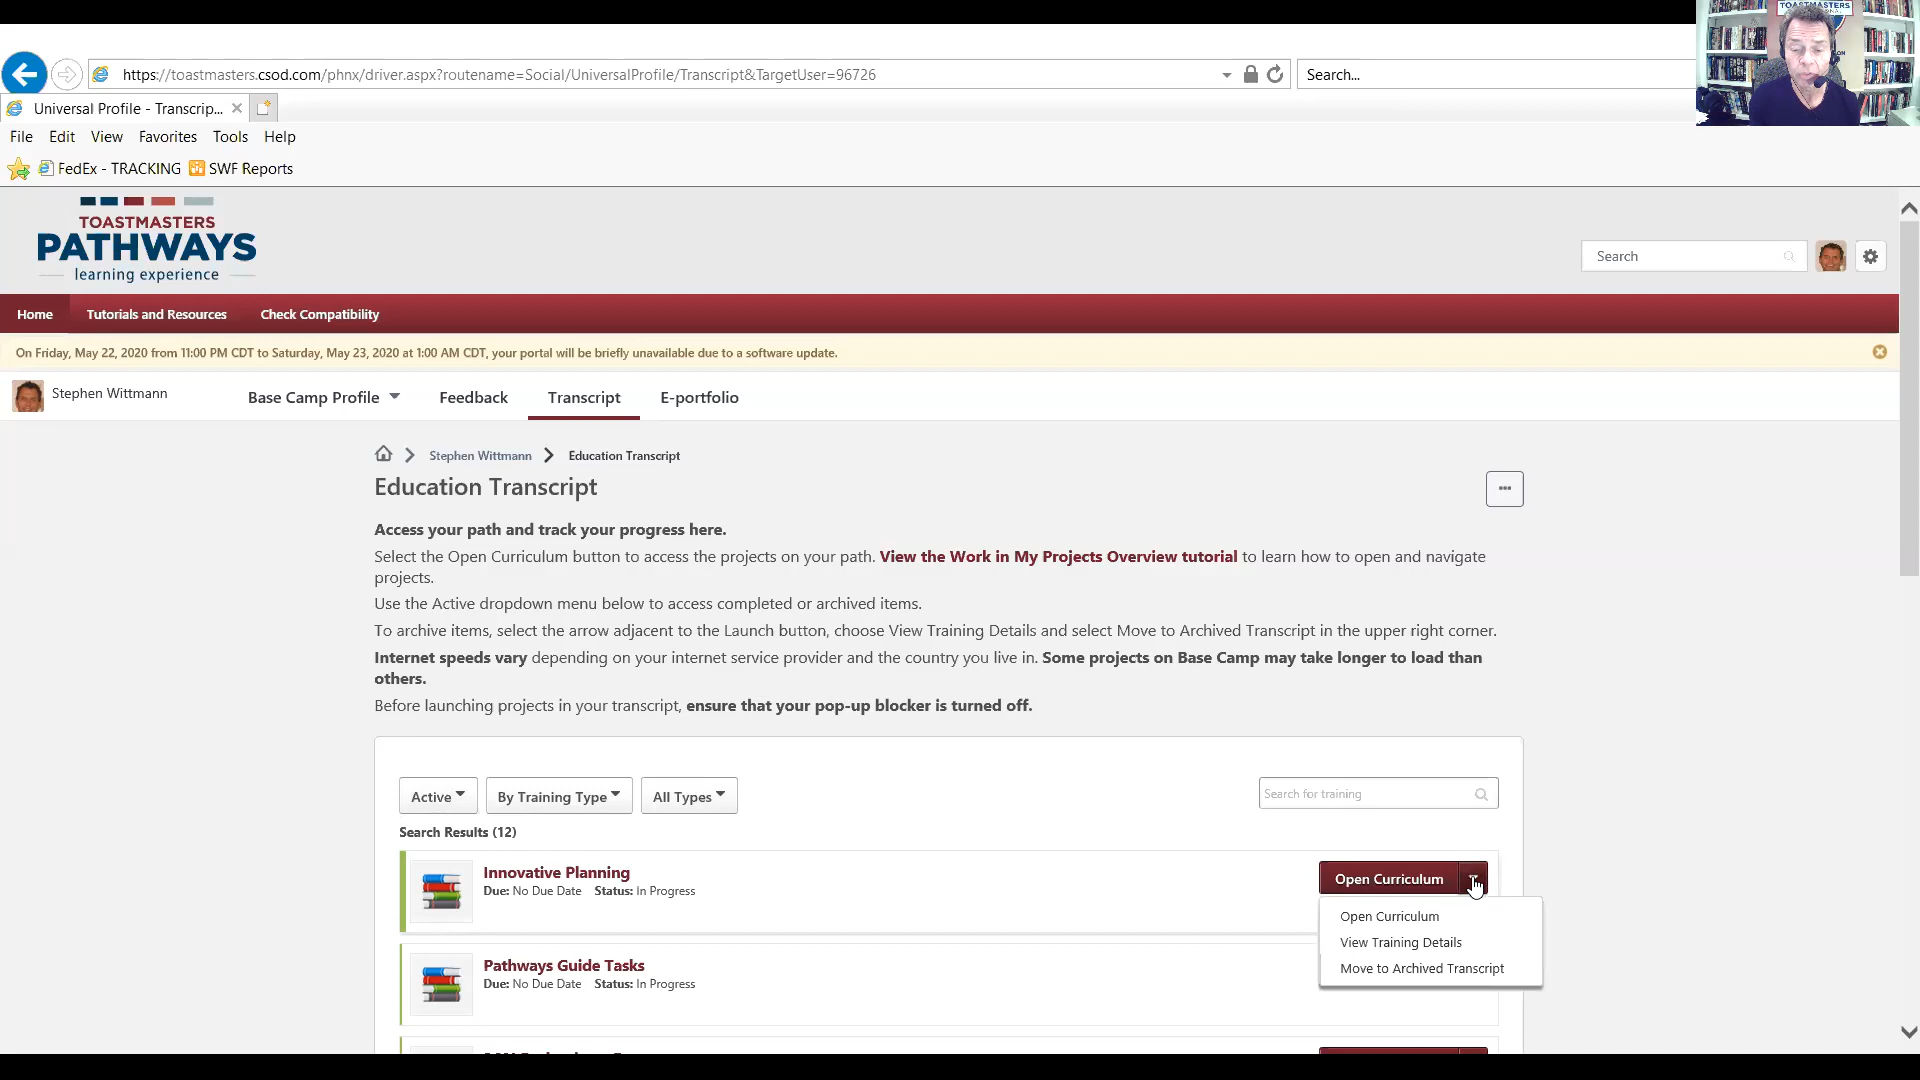 https://toastmasters.csod.com/phnx/driver.aspx?routename=Social/UniversalProfile/Transcript&TargetUser=96726
Search...
TOASTMASTERS
Universal Profile - Transcrip...
File Edit View Favorites Tools Help
FedEx - TRACKING SWF Reports
TOASTMASTERS
PATHWAYS
learning experience
Search
Home Tutorials and Resources Check Compatibility
On Friday, May 22, 2020 from 11:00 PM CDT to Saturday, May 23, 2020 at 1:00 AM CDT, your portal will be briefly unavailable due to a software update.
Stephen Wittmann
Base Camp Profile Feedback Transcript E-portfolio
Stephen Wittmann Education Transcript
Education Transcript
Access your path and track your progress here.
Select the Open Curriculum button to access the projects on your path. View the Work in My Projects Overview tutorial to learn how to open and navigate
projects.
Use the Active dropdown menu below to access completed or archived items.
To archive items, select the arrow adjacent to the Launch button, choose View Training Details and select Move to Archived Transcript in the upper right corner.
Internet speeds vary depending on your internet service provider and the country you live in. Some projects on Base Camp may take longer to load than
others.
Before launching projects in your transcript, ensure that your pop-up blocker is turned off.
Active By Training Type All Types
Search for training
Search Results (12)
Innovative Planning
Due: No Due Date Status: In Progress
Open Curriculum
Open Curriculum
View Training Details
Move to Archived Transcript
Pathways Guide Tasks
Due: No Due Date Status: In Progress